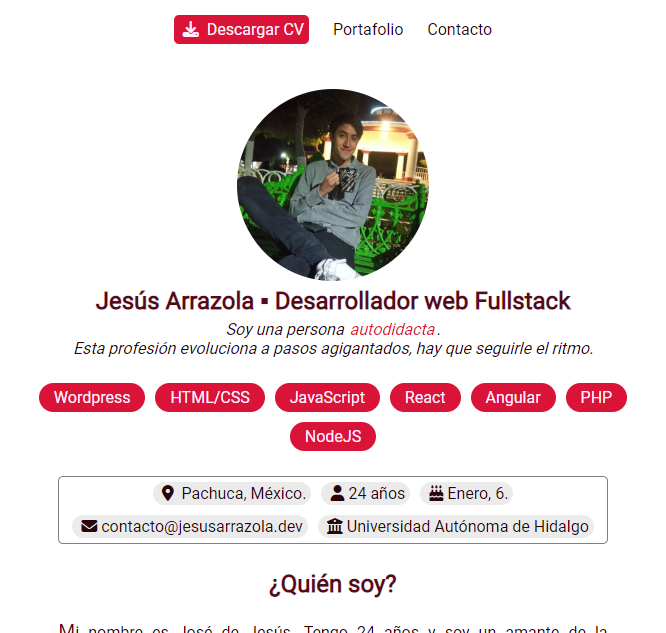 Descargar CV Portafolio Contacto
Jesús Arrazola ▪ Desarrollador web Fullstack
Soy una persona autodidacta.
Esta profesión evoluciona a pasos agigantados, hay que seguirle el ritmo.
Wordpress HTML/CSS JavaScript React Angular PHP
NodeJS
Pachuca, México. 24 años Enero, 6.
contacto@jesusarrazola.dev Universidad Autónoma de Hidalgo
¿Quién soy?
Mi nombre es José de Jesús. Tengo 24 años y soy un amante de la